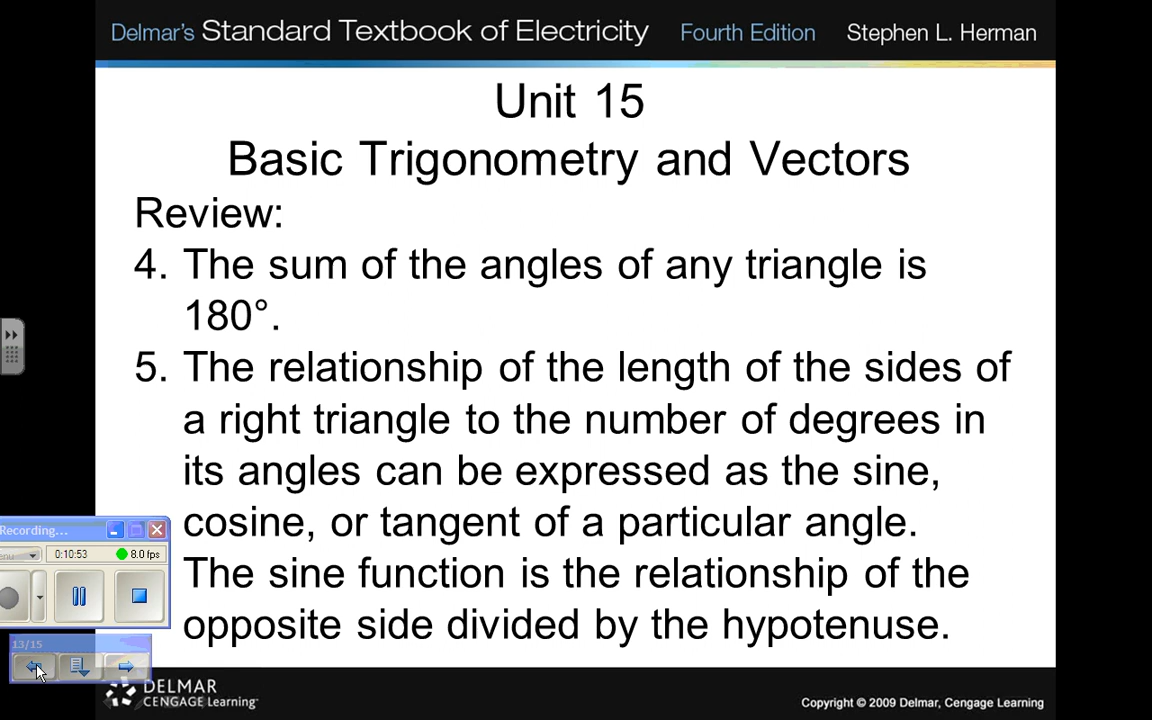 Delmar's Standard Textbook of Electricity Fourth Edition Stephen L. Herman
Unit 15
Basic Trigonometry and Vectors
Review:
4. The sum of the angles of any triangle is
180°.
5. The relationship of the length of the sides of
a right triangle to the number of degrees in
its angles can be expressed as the sine,
cosine, or tangent of a particular angle.
The sine function is the relationship of the
opposite side divided by the hypotenuse.
Recording...
0:10:53 8.0 fps
13/15
DELMAR
CENGAGE Learning™
Copyright © 2009 Delmar, Cengage Learning